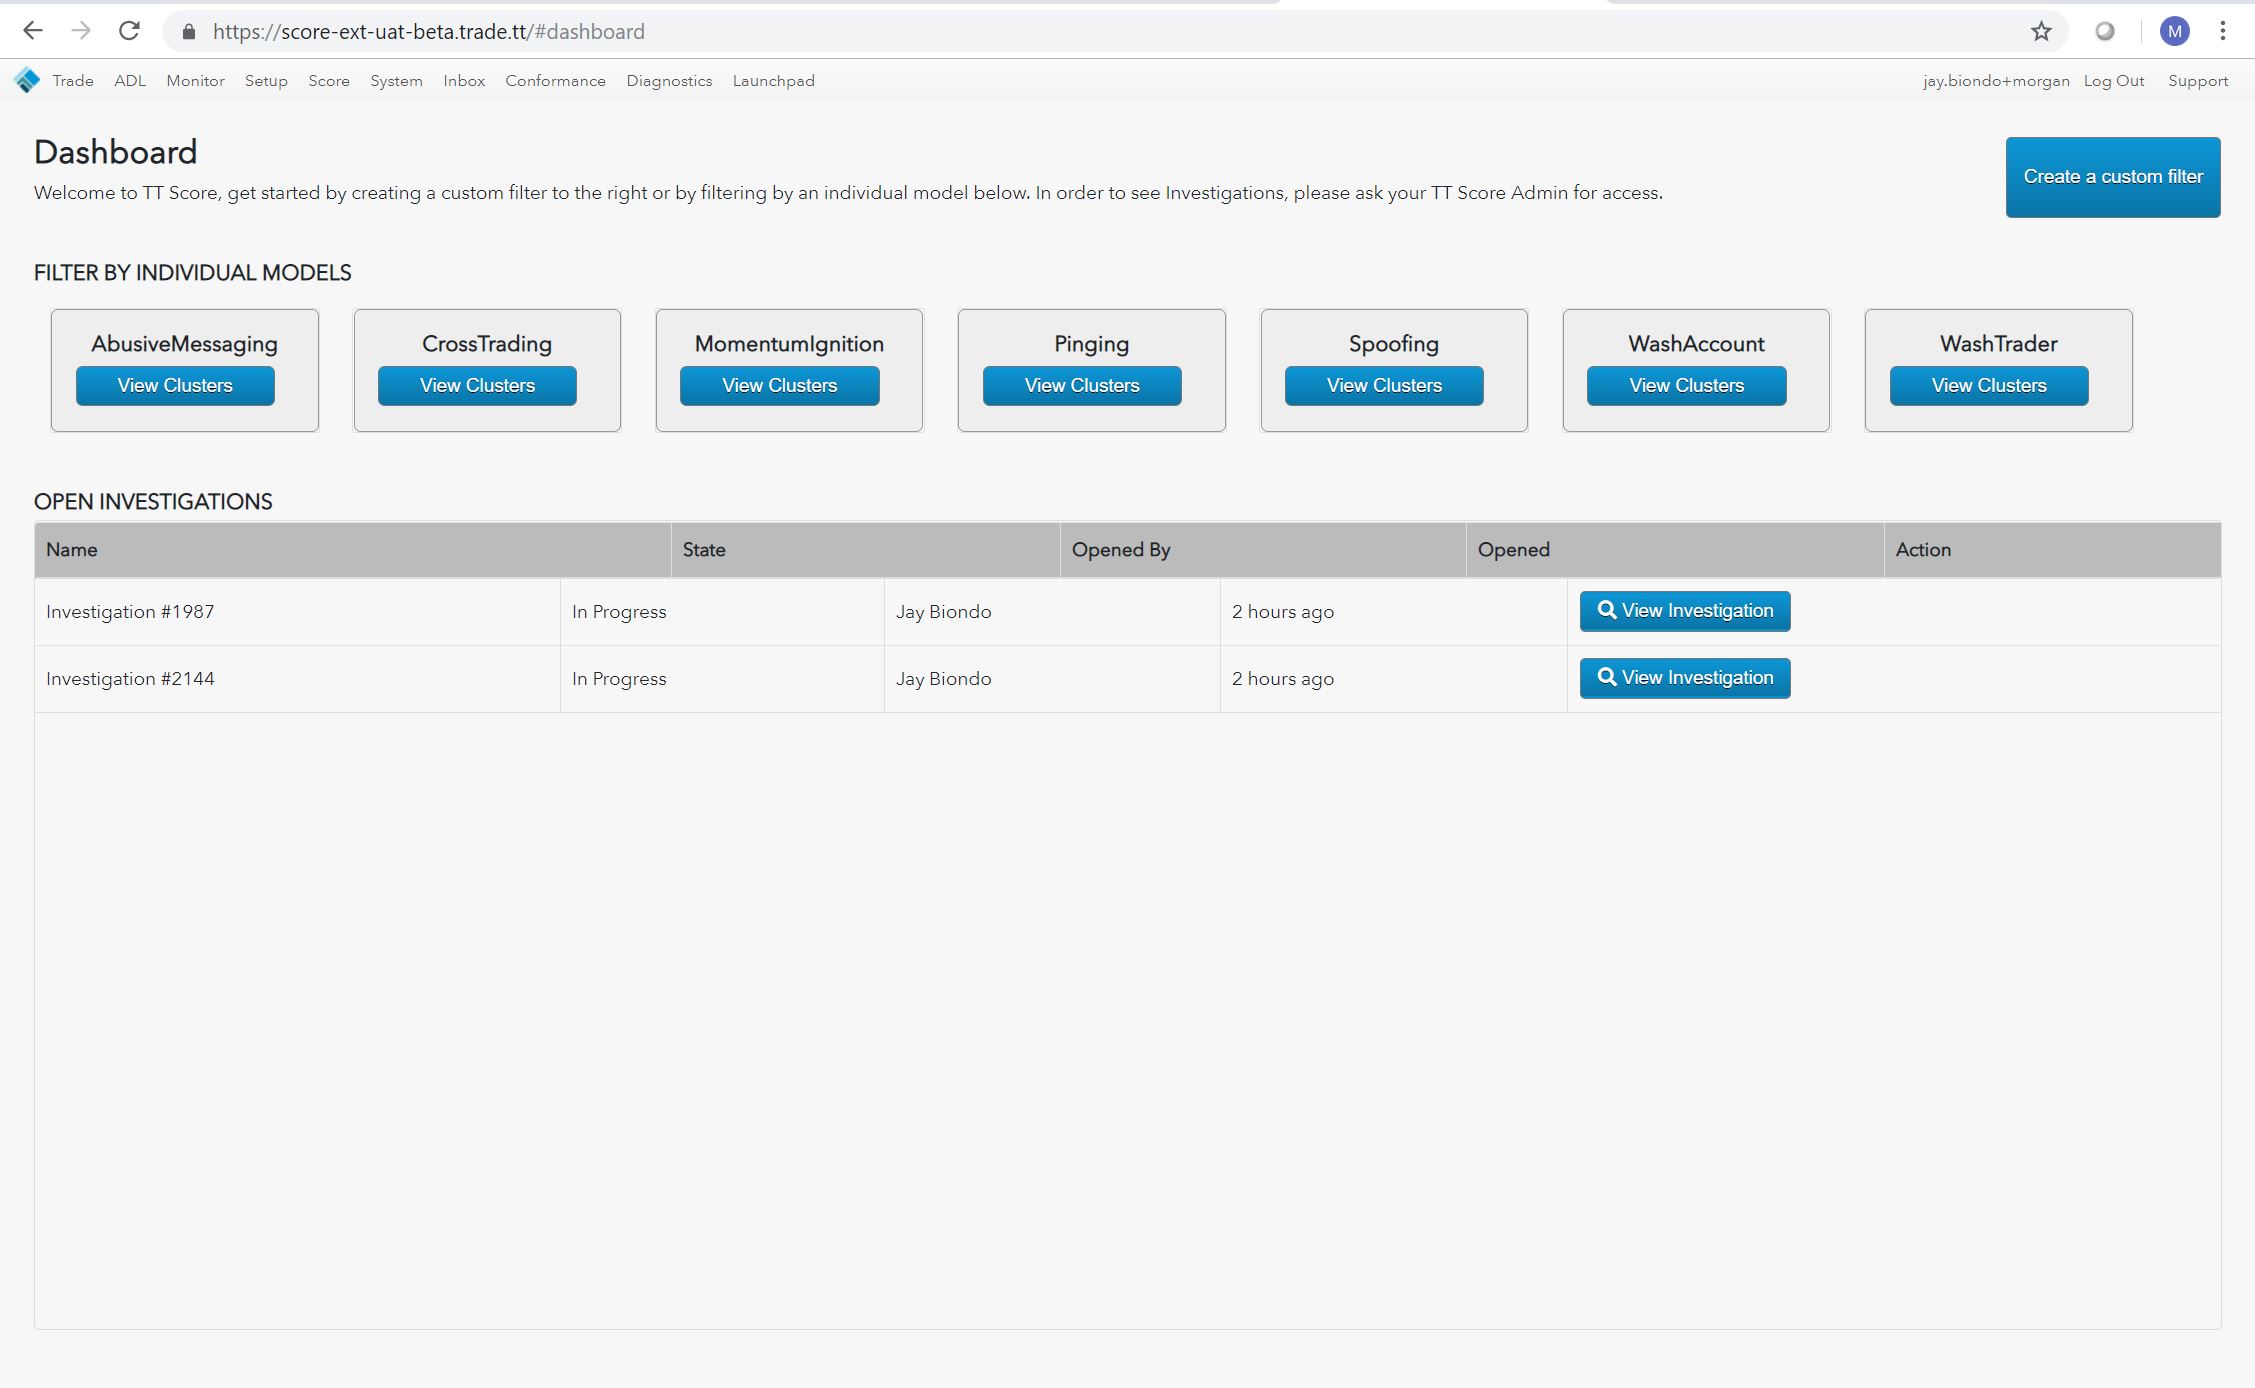 https://score-ext-uat-beta.trade.tt/#dashboard
M
Trade ADL Monitor Setup Score System Inbox Conformance Diagnostics Launchpad jay.biondo+morgan Log Out Support
Dashboard
Create a custom filter
Welcome to TT Score, get started by creating a custom filter to the right or by filtering by an individual model below. In order to see Investigations, please ask your TT Score Admin for access.
FILTER BY INDIVIDUAL MODELS
AbusiveMessaging CrossTrading MomentumIgnition Pinging Spoofing WashAccount WashTrader
View Clusters View Clusters View Clusters View Clusters View Clusters View Clusters View Clusters
OPEN INVESTIGATIONS
Name State Opened By Opened Action
Investigation #1987 In Progress Jay Biondo 2 hours ago View Investigation
Investigation #2144 In Progress Jay Biondo 2 hours ago View Investigation